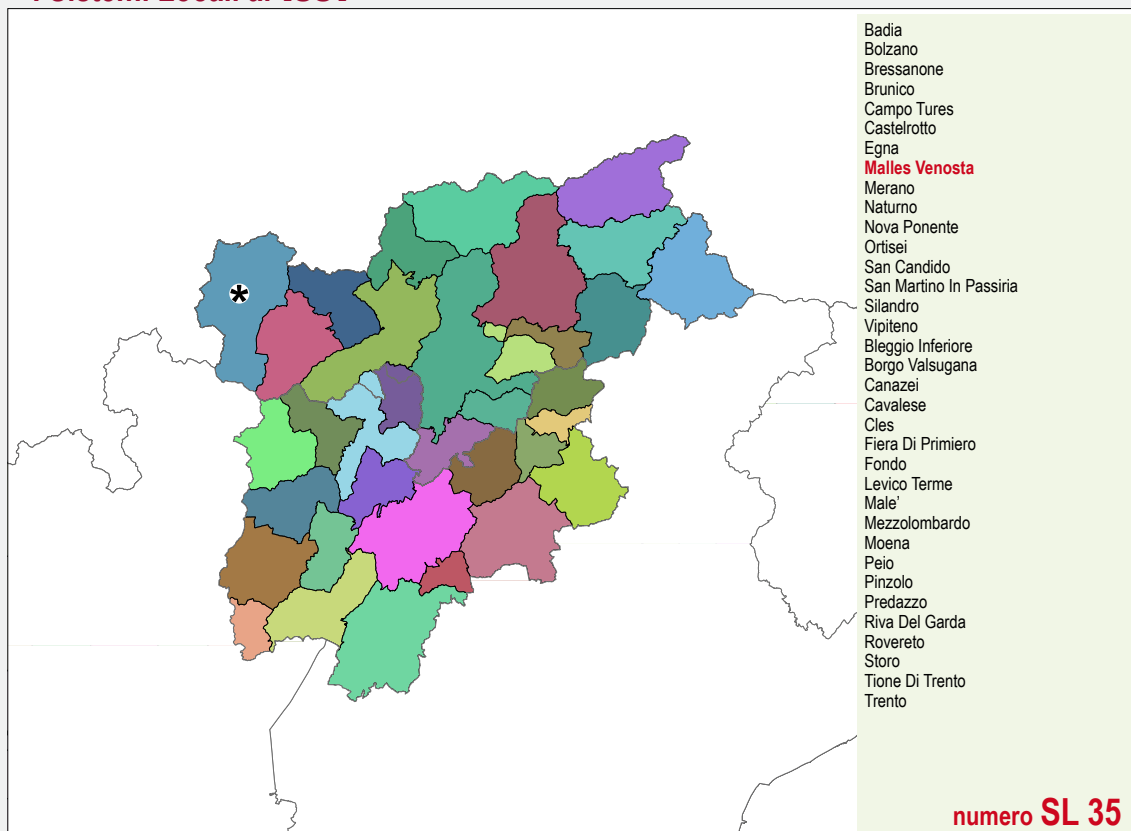 Badia
Bolzano
Bressanone
Brunico
Campo Tures
Castelrotto
Egna
Malles Venosta
Merano
Naturno
Nova Ponente
Ortisei
San Candido
San Martino In Passiria
Silandro
Vipiteno
Bleggio Inferiore
Borgo Valsugana
Canazei
Cavalese
Cles
Fiera Di Primiero
Fondo
Levico Terme
Male’
Mezzolombardo
Moena
Peio
Pinzolo
Predazzo
Riva Del Garda
Rovereto
Storo
Tione Di Trento
Trento
numero SL 35